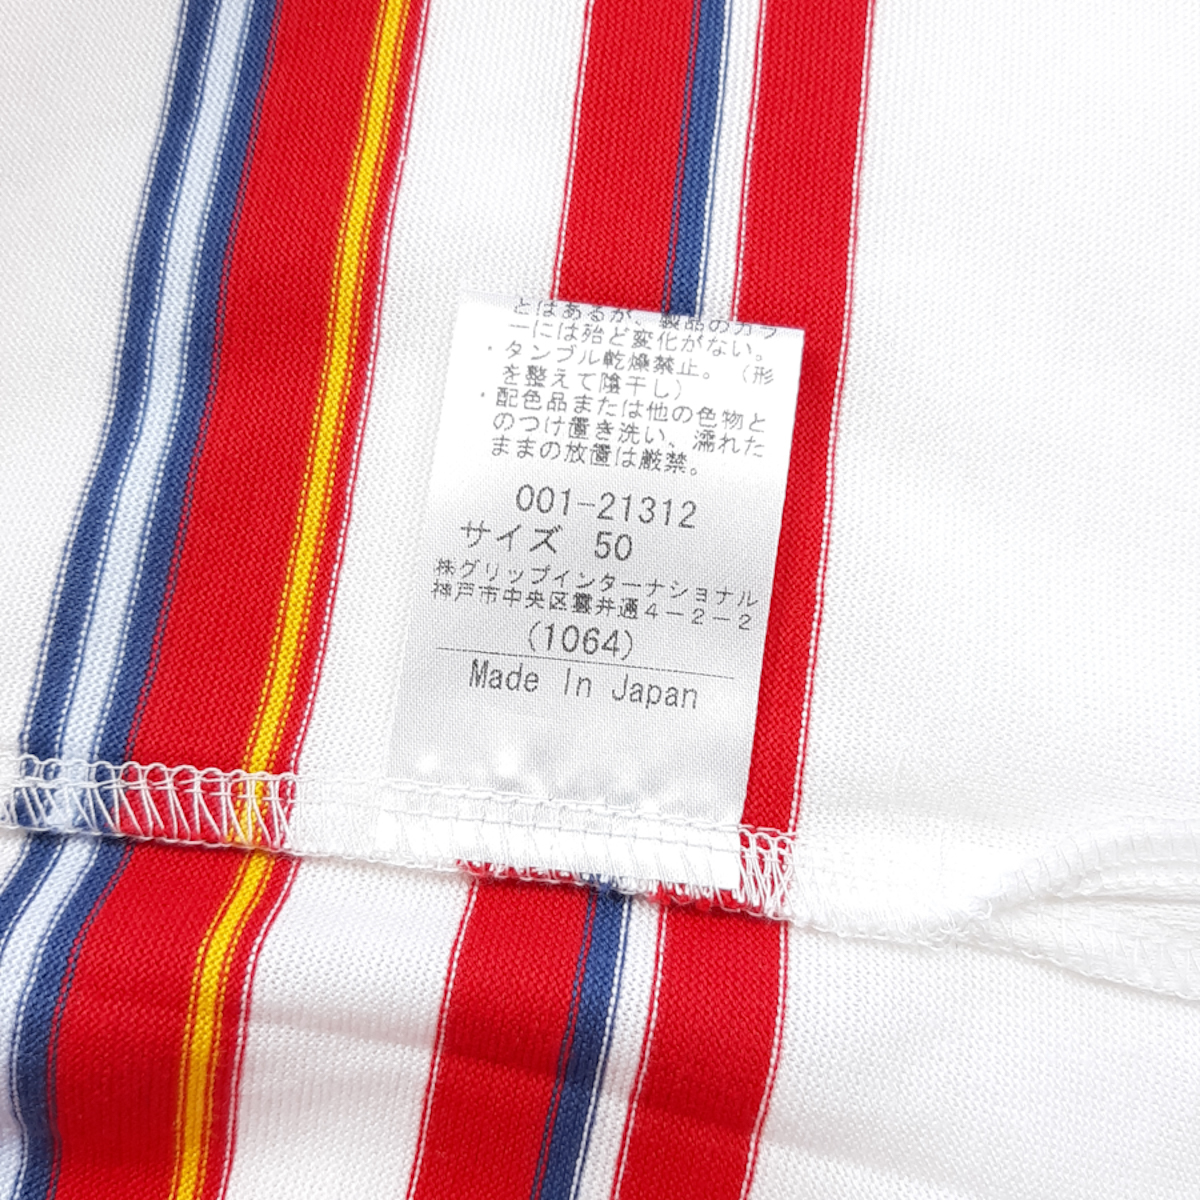 とはあるが、製品のカラ
ーには殆ど変化がない。
・タンブル乾燥禁止。（形
を整えて陰干し）
・配色品または他の色物と
のつけ置き洗い、濡れた
ままの放置は厳禁。
001-21312
サイズ 50
㈱グリップインターナショナル
神戸市中央区雲井通４－２－２
(1064)
Made In Japan